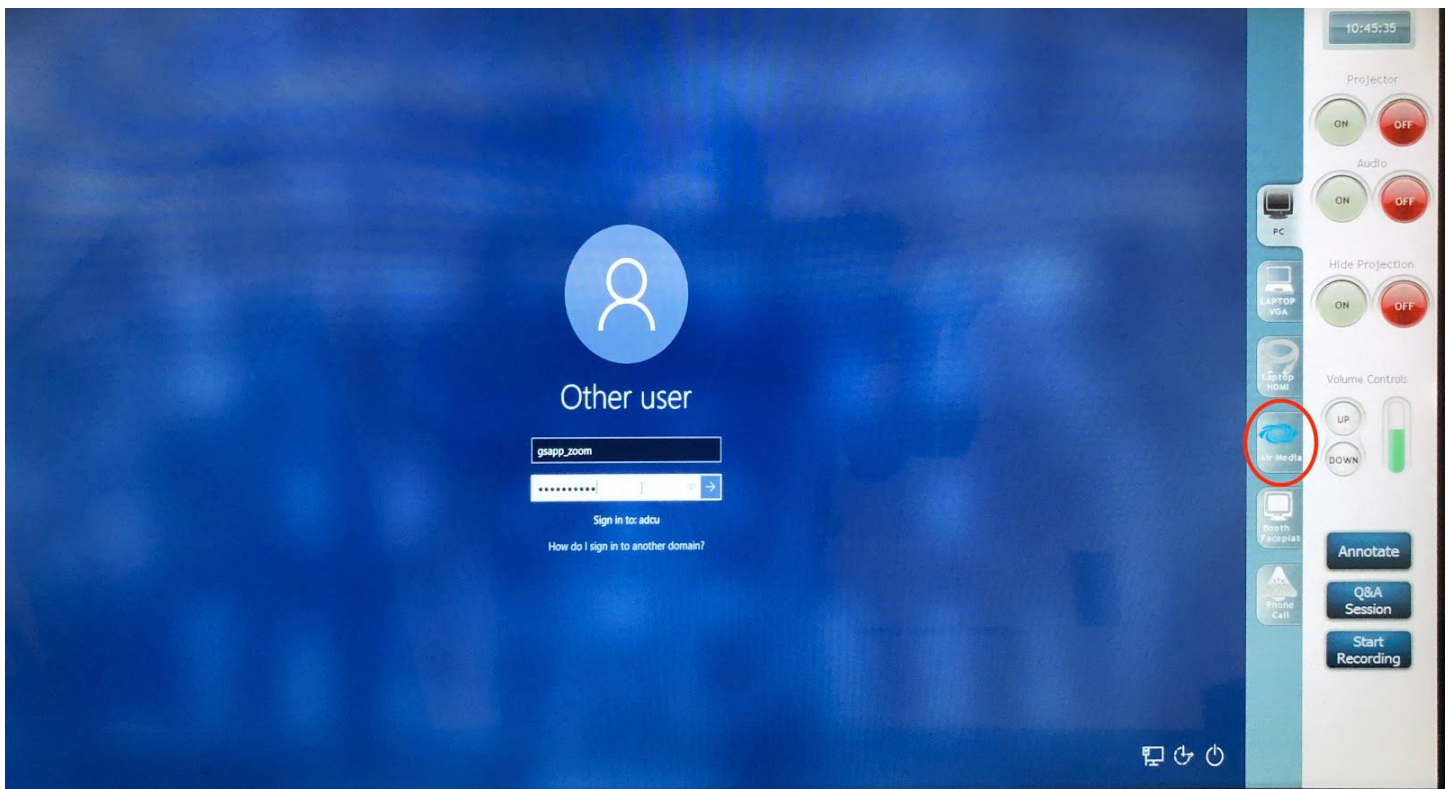 Other user
gsapp_zoom
Sign in to: adcu
How do I sign in to another domain?
PC
LAPTOP
VGA
Laptop
HDMI
Air Media
Booth
Faceplat
Phone
Call
10:45:35
Projector
ON
OFF
Audio
ON
OFF
Hide Projection
ON
OFF
Volume Controls
UP
DOWN
Annotate
Q&A
Session
Start
Recording